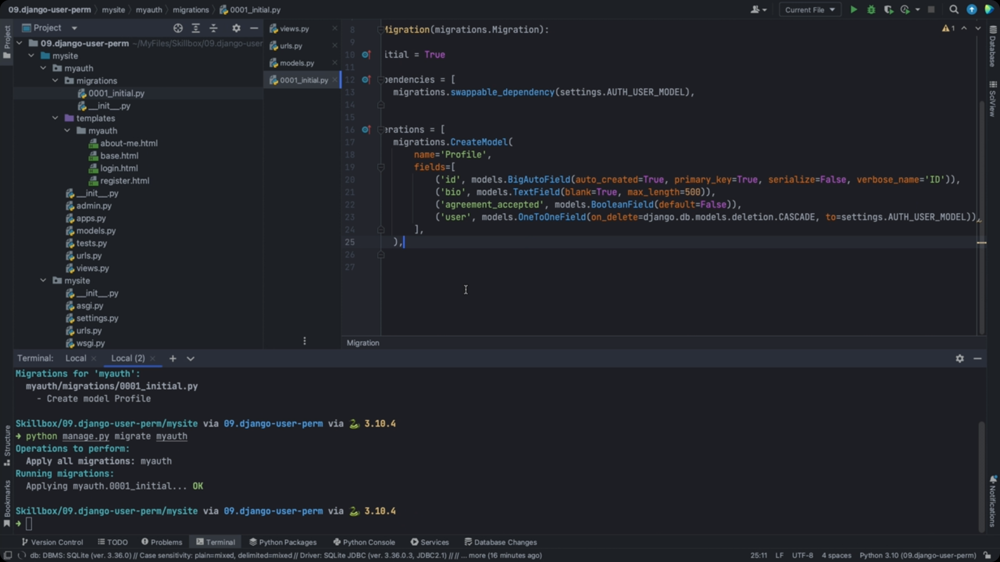 09.django-user-perm mysite myauth migrations 0001_initial.py
Current File
Project
09.django-user-perm ~/MyFiles/Skillbox/09.django-user
mysite
myauth
migrations
0001_initial.py
__init__.py
templates
myauth
about-me.html
base.html
login.html
register.html
__init__.py
admin.py
apps.py
models.py
tests.py
urls.py
views.py
mysite
__init__.py
asgi.py
settings.py
urls.py
wsgi.py
views.py
urls.py
models.py
0001_initial.py
8 Migration(migrations.Migration):
9
10 itial = True
11
12 pendencies = [
13 migrations.swappable_dependency(settings.AUTH_USER_MODEL),
14
15
16 erations = [
17 migrations.CreateModel(
18 name='Profile',
19 fields=[
20 ('id', models.BigAutoField(auto_created=True, primary_key=True, serialize=False, verbose_name='ID')),
21 ('bio', models.TextField(blank=True, max_length=500)),
22 ('agreement_accepted', models.BooleanField(default=False)),
23 ('user', models.OneToOneField(on_delete=django.db.models.deletion.CASCADE, to=settings.AUTH_USER_MODEL)),
24 ],
25 ),
26
27
1
Migration
Project
Structure
Bookmarks
Database
SciView
Notifications
Terminal: Local Local (2)
Migrations for 'myauth':
myauth/migrations/0001_initial.py
- Create model Profile
Skillbox/09.django-user-perm/mysite via 09.django-user-perm via 3.10.4
➜ python manage.py migrate myauth
Operations to perform:
Apply all migrations: myauth
Running migrations:
Applying myauth.0001_initial... OK
Skillbox/09.django-user-perm/mysite via 09.django-user-perm via 3.10.4
➜
Version Control TODO Problems Terminal Python Packages Python Console Services Database Changes
db: DBMS: SQLite (ver. 3.36.0) // Case sensitivity: plain=mixed, delimited=mixed // Driver: SQLite JDBC (ver. 3.36.0.3, JDBC2.1) // // ... more (16 minutes ago)
25:11 LF UTF-8 4 spaces Python 3.10 (09.django-user-perm)